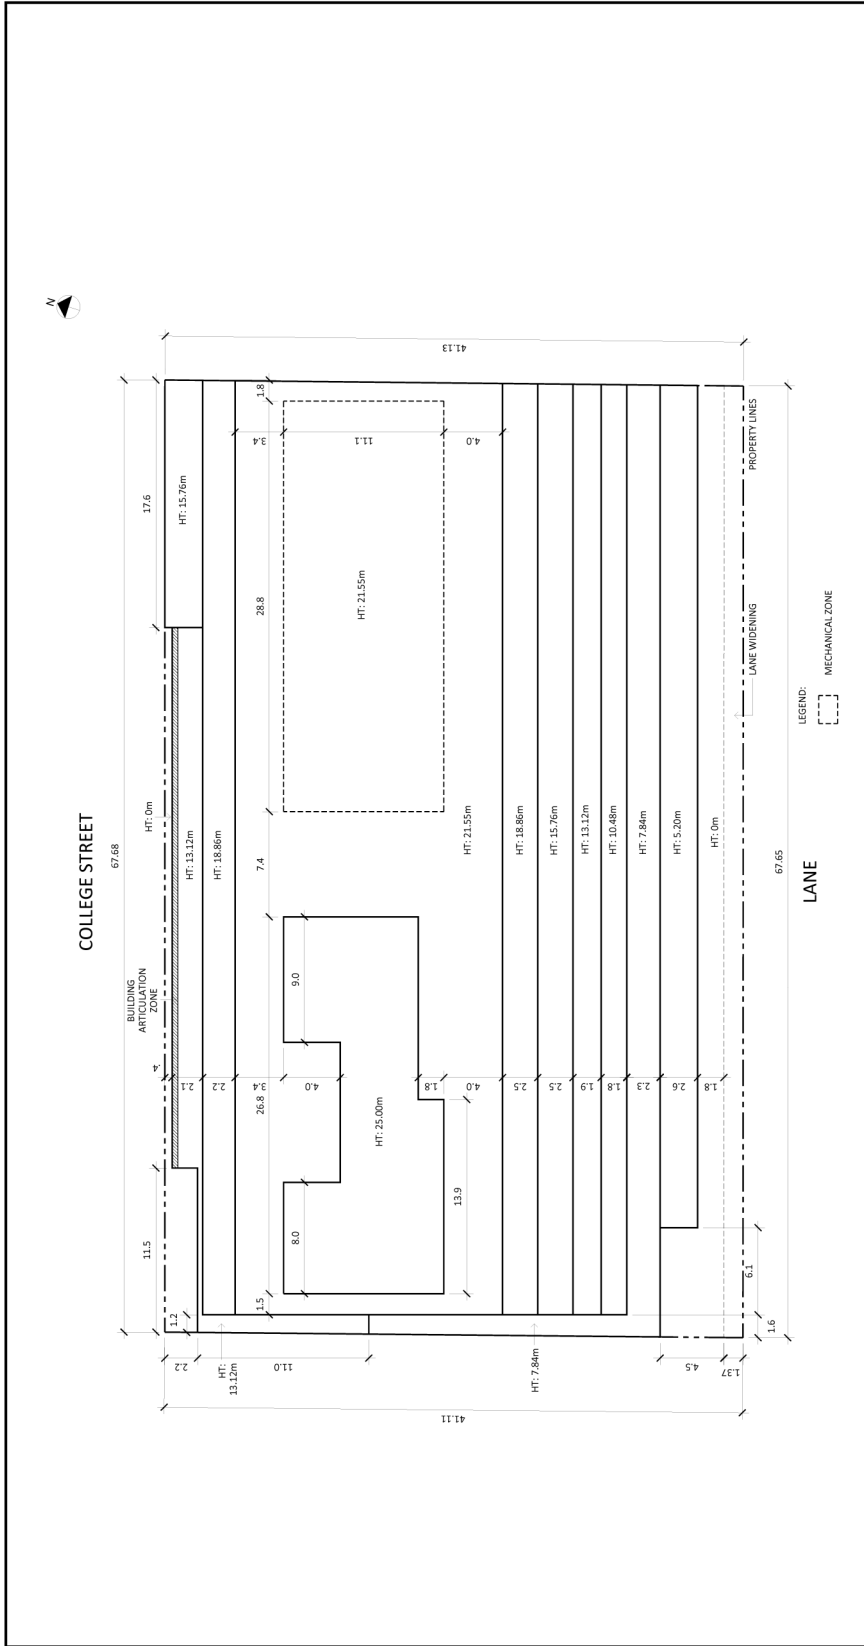 N
COLLEGE STREET
67.68
41.13
17.6
11.5
1.8
HT: 15.76m
BUILDING
ARTICULATION
ZONE
HT: 0m
.4
2.1
HT: 13.12m
2.2
HT: 18.86m
1.2
2.2
3.4
3.4
28.8
7.4
26.8
1.5
11.1
4.0
HT: 21.55m
9.0
4.0
8.0
HT: 25.00m
1.8
13.9
11.0
HT:
13.12m
4.0
HT: 21.55m
2.5
HT: 18.86m
2.5
HT: 15.76m
1.9
HT: 13.12m
1.8
HT: 10.48m
2.3
HT: 7.84m
2.6
HT: 5.20m
1.8
HT: 0m
HT: 7.84m
4.5
1.37
41.11
6.1
1.6
67.65
PROPERTY LINES
LANE WIDENING
LANE
LEGEND:
MECHANICAL ZONE